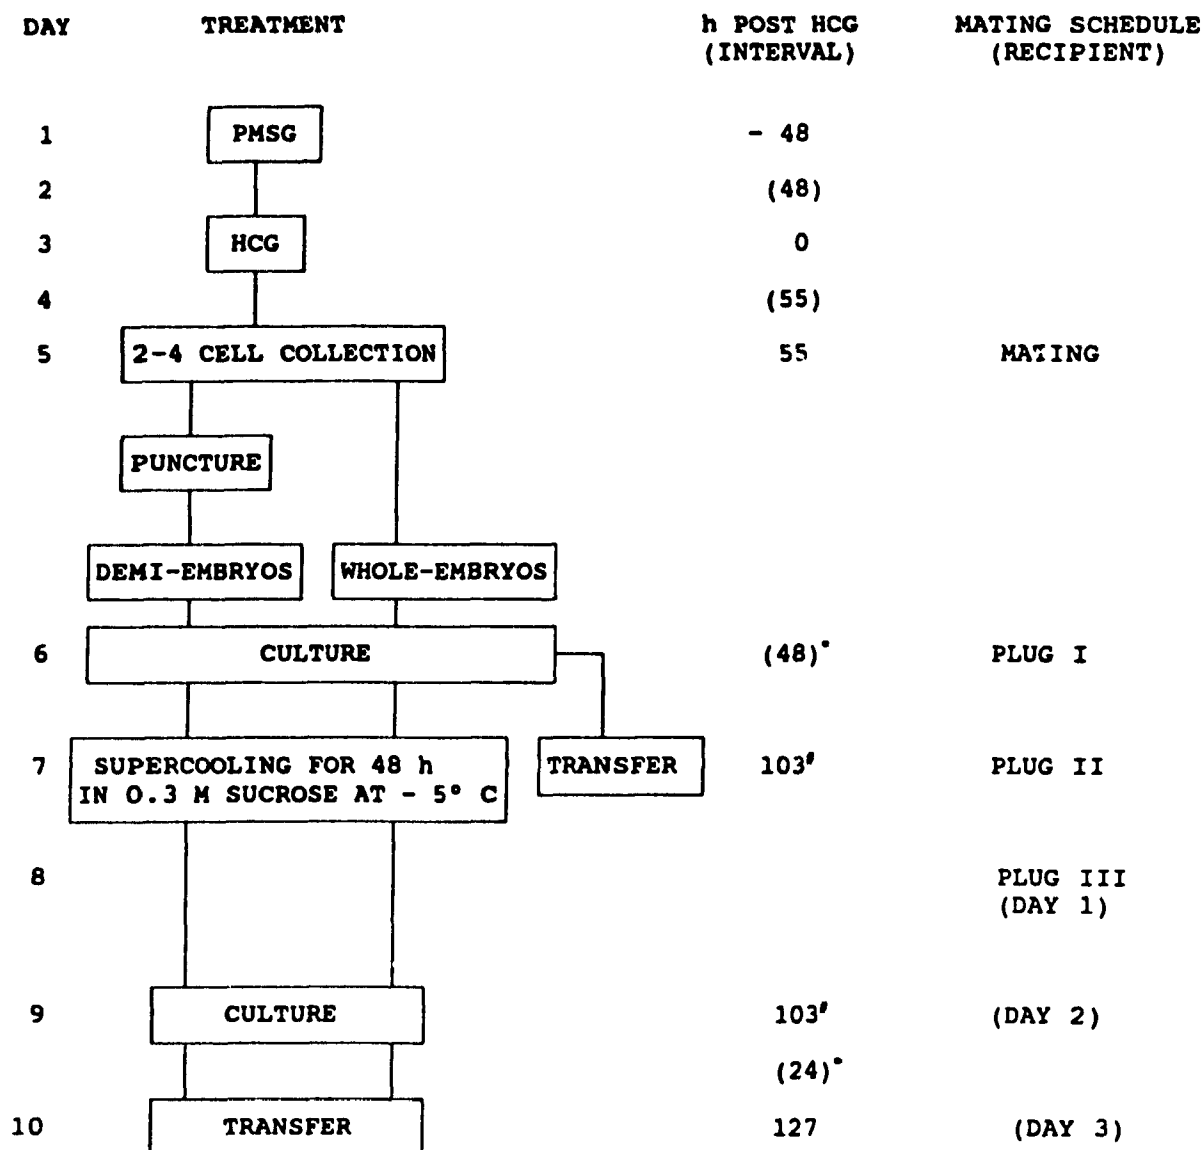 DAY TREATMENT h POST HCG MATING SCHEDULE
(INTERVAL) (RECIPIENT)
1 PMSG - 48
2 (48)
3 HCG 0
4 (55)
5 2-4 CELL COLLECTION 55 MATING
PUNCTURE
DEMI-EMBRYOS WHOLE-EMBRYOS
6 CULTURE (48)* PLUG I
7 SUPERCOOLING FOR 48 h TRANSFER 103# PLUG II
IN 0.3 M SUCROSE AT - 5° C
8 PLUG III
(DAY 1)
9 CULTURE 103# (DAY 2)
(24)*
10 TRANSFER 127 (DAY 3)